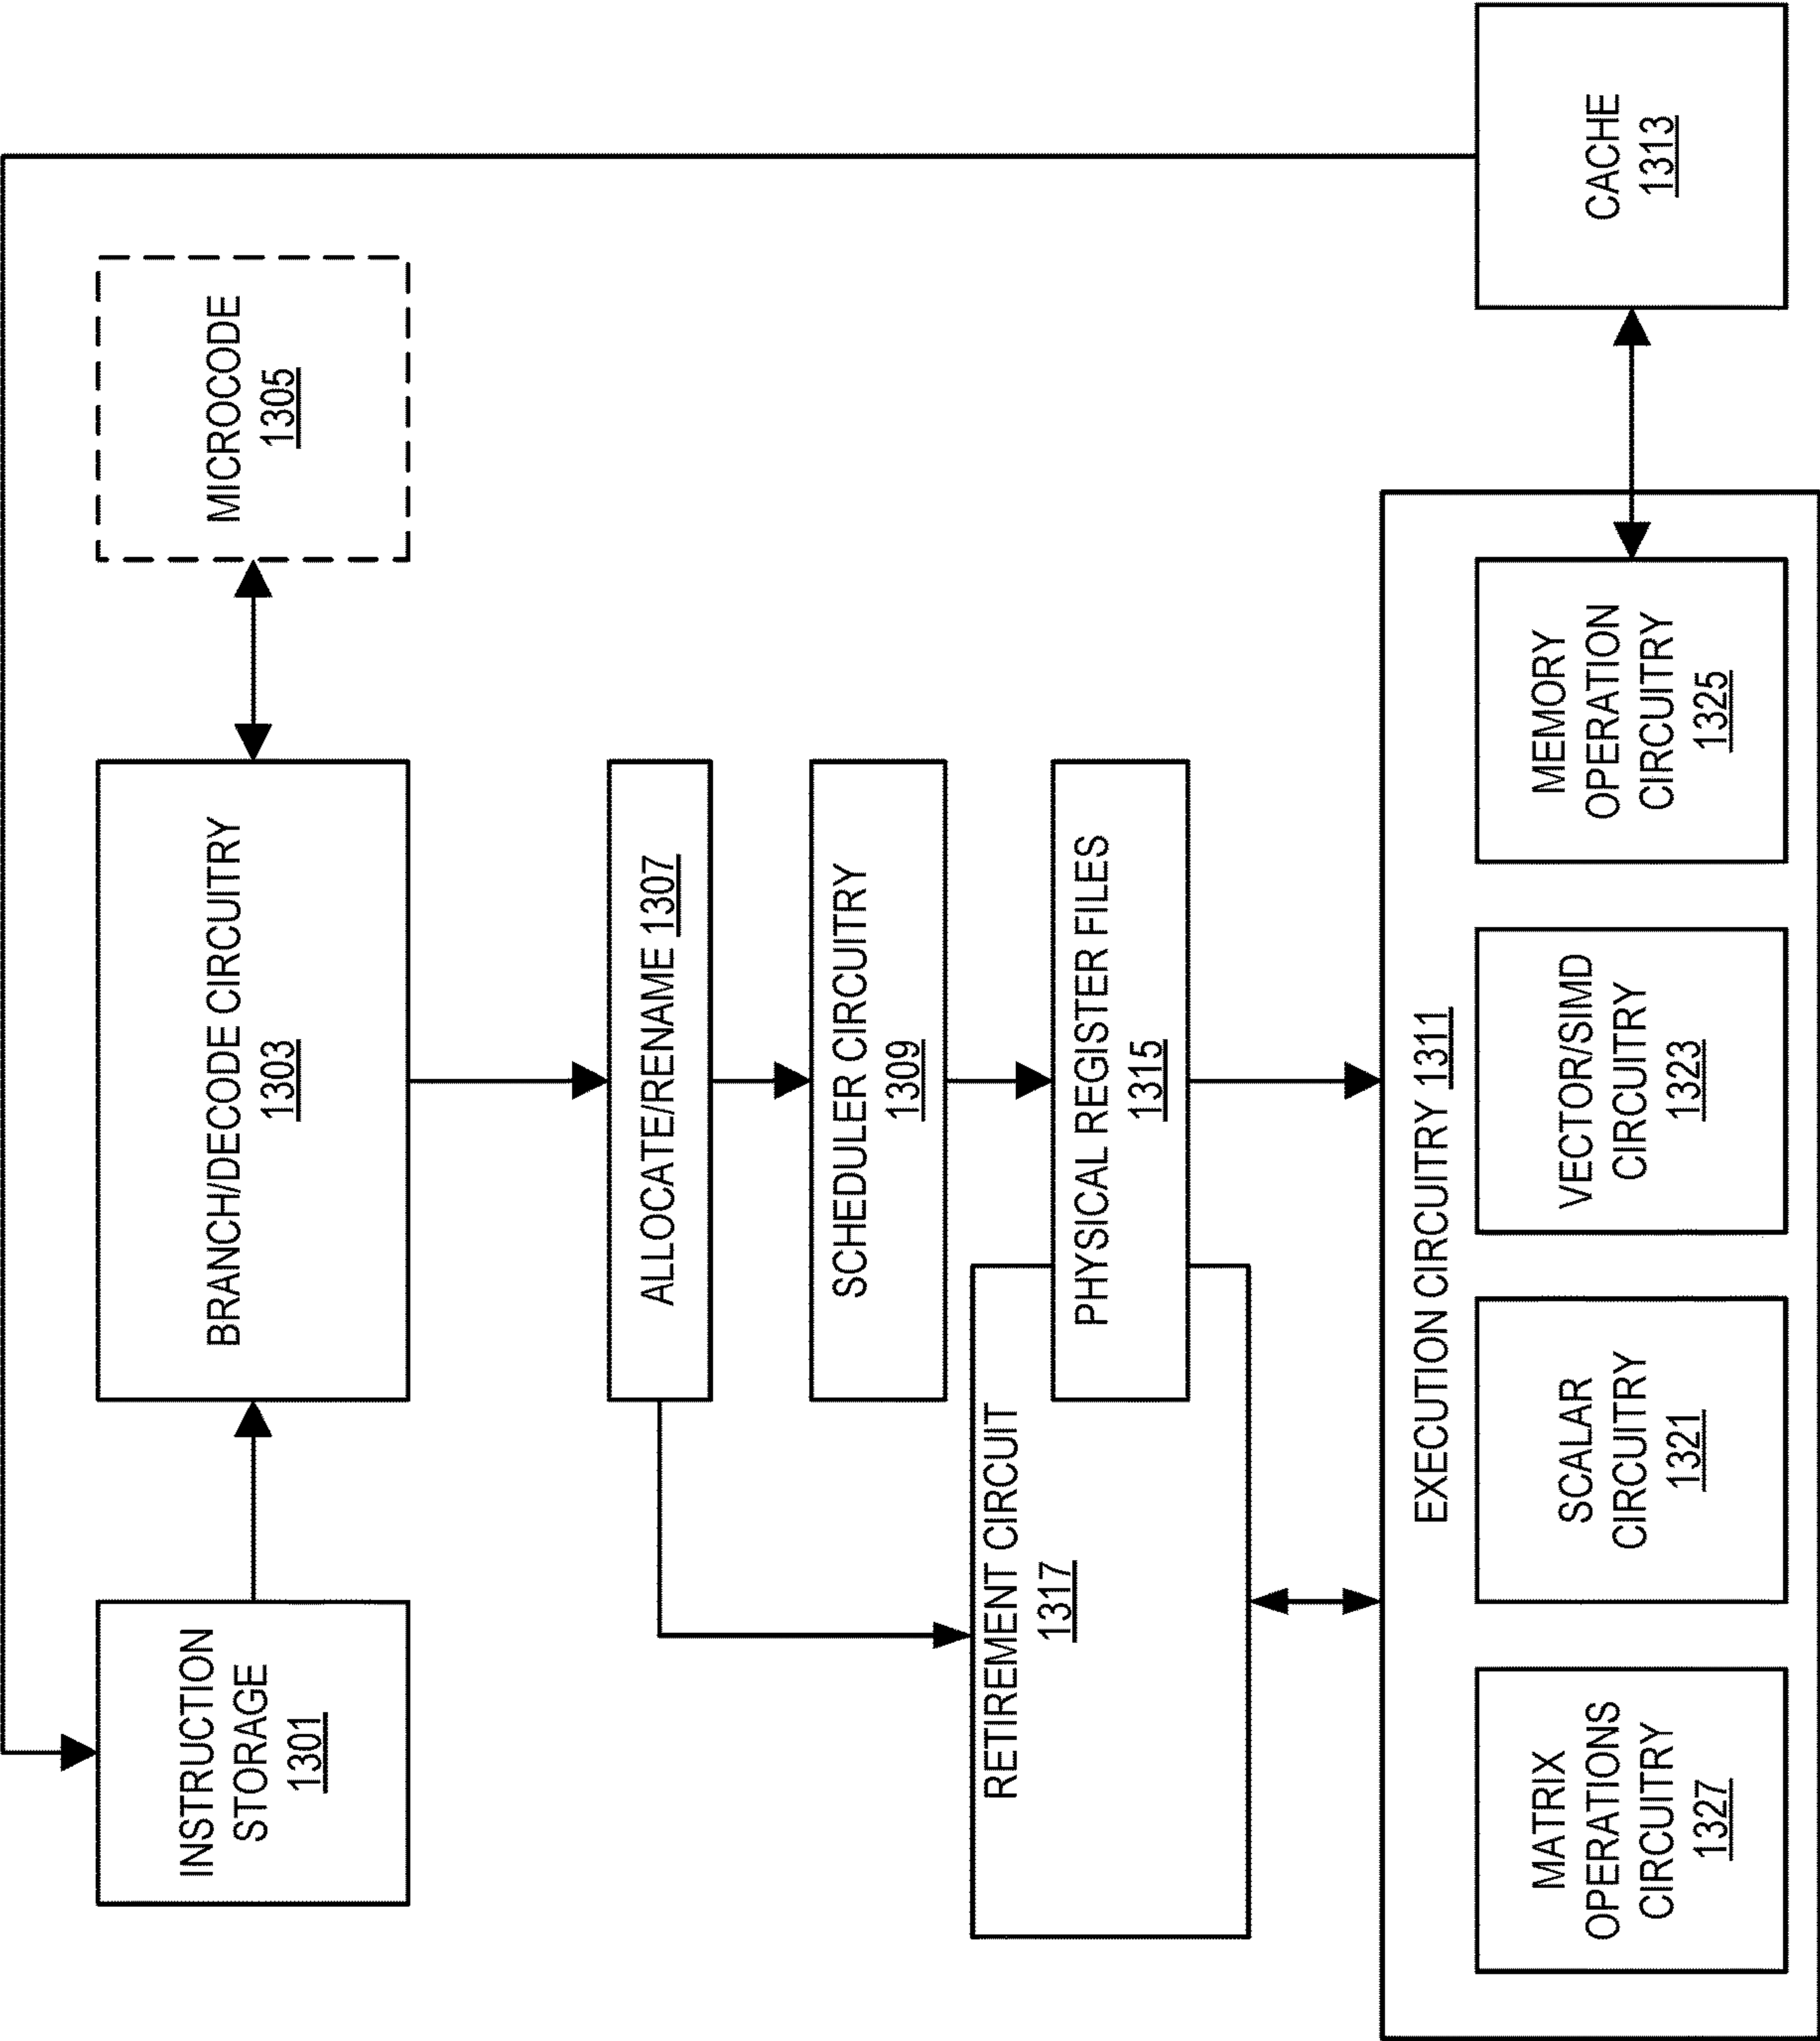 INSTRUCTION
STORAGE
1301
BRANCH/DECODE CIRCUITRY
1303
MICROCODE
1305
ALLOCATE/RENAME 1307
SCHEDULER CIRCUITRY
1309
RETIREMENT CIRCUIT
1317
PHYSICAL REGISTER FILES
1315
EXECUTION CIRCUITRY 1311
MATRIX
OPERATIONS
CIRCUITRY
1327
SCALAR
CIRCUITRY
1321
VECTOR/SIMD
CIRCUITRY
1323
MEMORY
OPERATION
CIRCUITRY
1325
CACHE
1313